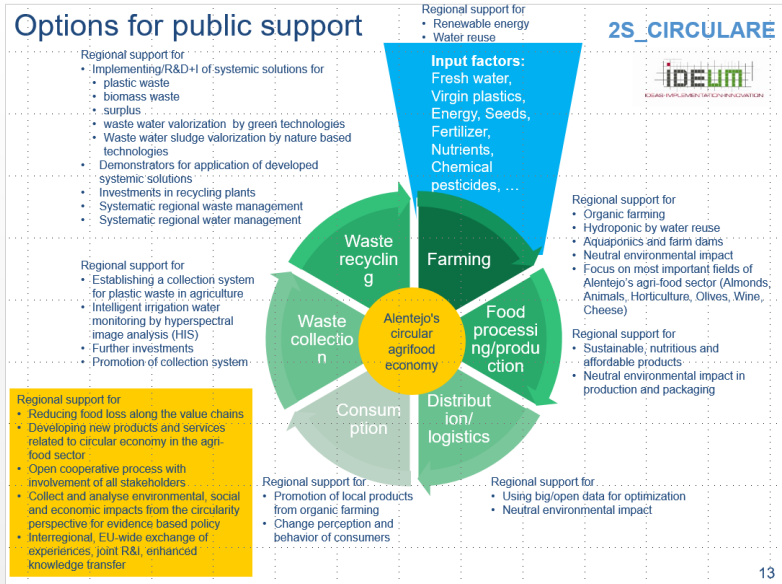 Options for public support
Regional support for
• Renewable energy
• Water reuse
2S_CIRCULARE
iDEUM
IDEAS-IMPLEMENTATION-INNOVATION
Regional support for
• Implementing/R&D+I of systemic solutions for
• plastic waste
• biomass waste
• surplus
• waste water valorization by green technologies
• Waste water sludge valorization by nature based
technologies
• Demonstrators for application of developed
systemic solutions
• Investments in recycling plants
• Systematic regional waste management
• Systematic regional water management
Input factors:
Fresh water,
Virgin plastics,
Energy, Seeds,
Fertilizer,
Nutrients,
Chemical
pesticides, …
Regional support for
• Organic farming
• Hydroponic by water reuse
• Aquaponics and farm dams
• Neutral environmental impact
• Focus on most important fields of
Alentejo's agri-food sector (Almonds,
Animals, Horticulture, Olives, Wine,
Cheese)
Waste
recyclin
g
Farming
Regional support for
• Establishing a collection system
for plastic waste in agriculture
• Intelligent irrigation water
monitoring by hyperspectral
image analysis (HIS)
• Further investments
• Promotion of collection system
Waste
collectio
n
Alentejo's
circular
agrifood
economy
Food
processi
ng/produ
ction
Regional support for
• Sustainable, nutritious and
affordable products
• Neutral environmental impact in
production and packaging
Consum
ption
Distribut
ion/
logistics
Regional support for
• Reducing food loss along the value chains
• Developing new products and services
related to circular economy in the agri-
food sector
• Open cooperative process with
involvement of all stakeholders
• Collect and analyse environmental, social
and economic impacts from the circularity
perspective for evidence based policy
• Interregional, EU-wide exchange of
experiences, joint R&I, enhanced
knowledge transfer
Regional support for
• Promotion of local products
from organic farming
• Change perception and
behavior of consumers
Regional support for
• Using big/open data for optimization
• Neutral environmental impact
13